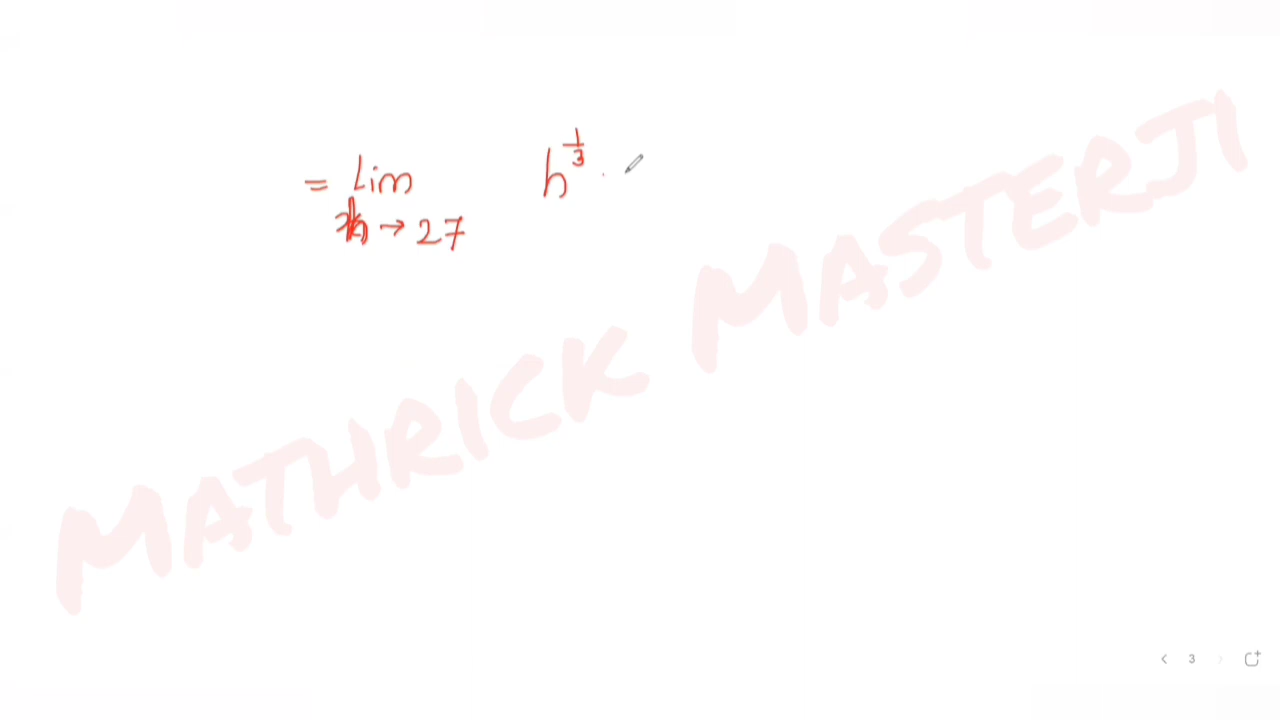 = Lim h^{1/3}
h → 27
MATHRICK MASTERJI
3